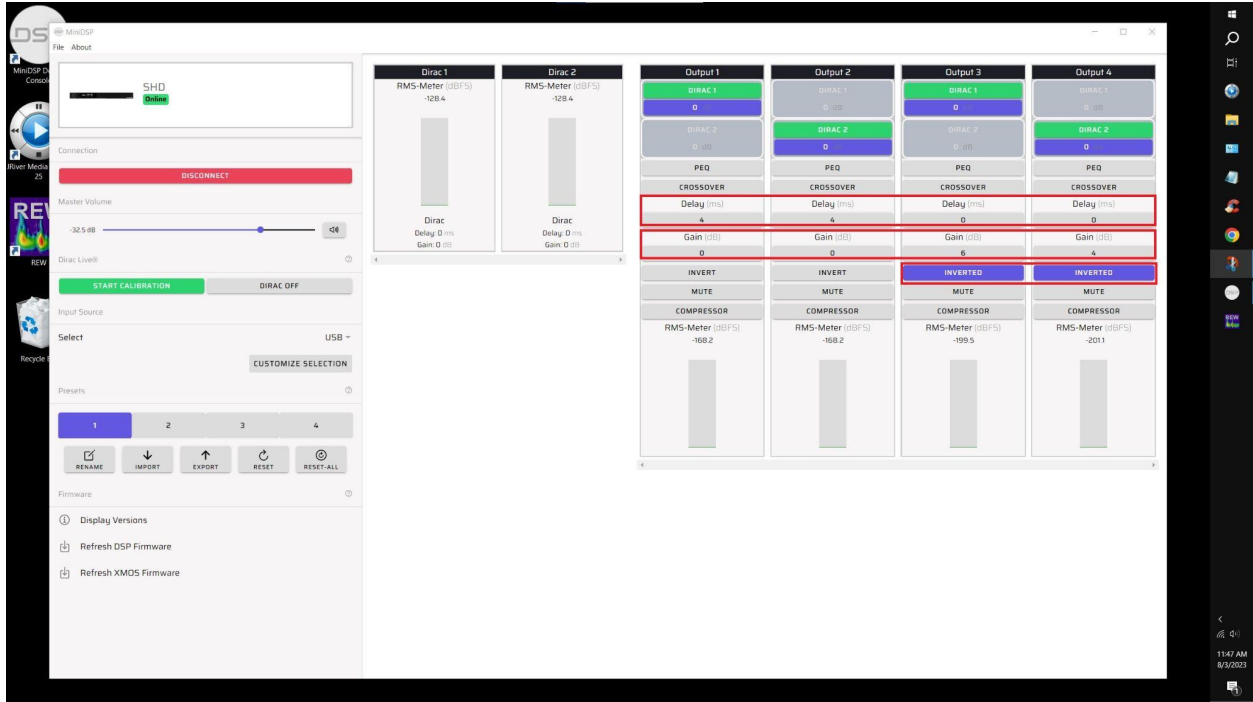 MiniDSP
File About
SHD
Online
Connection
DISCONNECT
Master Volume
-32.5 dB
Dirac Live®
START CALIBRATION
DIRAC OFF
Input Source
Select
USB
CUSTOMIZE SELECTION
Presets
1 2 3 4
RENAME IMPORT EXPORT RESET RESET-ALL
Firmware
Display Versions
Refresh DSP Firmware
Refresh XMOS Firmware
Dirac 1
RMS-Meter (dBFS)
-128.4
Dirac
Delay: 0 ms
Gain: 0 dB
Dirac 2
RMS-Meter (dBFS)
-128.4
Dirac
Delay: 0 ms
Gain: 0 dB
Output 1
DIRAC 1
0 dB
DIRAC 2
0 dB
PEQ
CROSSOVER
Delay (ms)
4
Gain (dB)
0
INVERT
MUTE
COMPRESSOR
RMS-Meter (dBFS)
-168.2
Output 2
DIRAC 1
0 dB
DIRAC 2
0 dB
PEQ
CROSSOVER
Delay (ms)
4
Gain (dB)
0
INVERT
MUTE
COMPRESSOR
RMS-Meter (dBFS)
-168.2
Output 3
DIRAC 1
0 dB
DIRAC 2
0 dB
PEQ
CROSSOVER
Delay (ms)
0
Gain (dB)
6
INVERTED
MUTE
COMPRESSOR
RMS-Meter (dBFS)
-199.5
Output 4
DIRAC 1
0 dB
DIRAC 2
0 dB
PEQ
CROSSOVER
Delay (ms)
0
Gain (dB)
4
INVERTED
MUTE
COMPRESSOR
RMS-Meter (dBFS)
-201.1
MiniDSP
JRiver Media
25
REW
Recycle
11:47 AM
8/3/2023